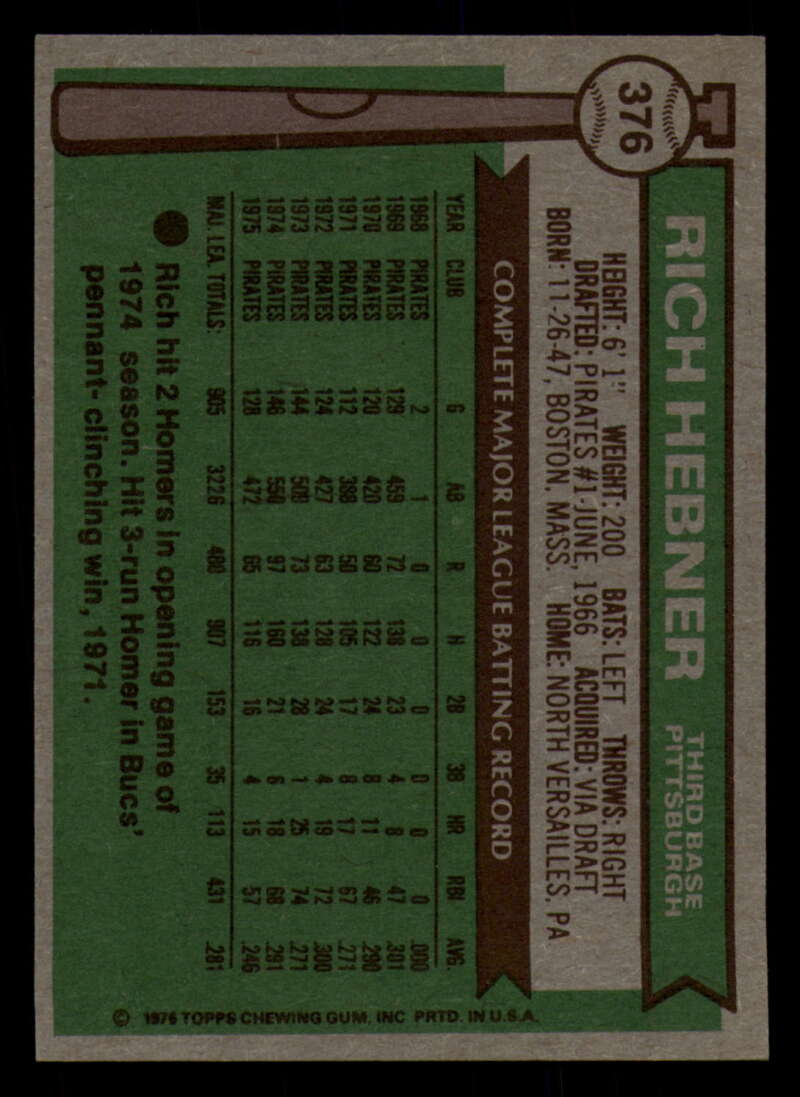 376
RICH HEBNER
THIRD BASE
PITTSBURGH
HEIGHT: 6' 1" WEIGHT: 200 BATS: LEFT THROWS: RIGHT
DRAFTED: PIRATES #1-JUNE, 1966 ACQUIRED: VIA DRAFT
BORN: 11-26-47, BOSTON, MASS. HOME: NORTH VERSAILLES, PA
COMPLETE MAJOR LEAGUE BATTING RECORD
YEAR CLUB G AB R H 2B 3B HR RBI AVG.
1968 PIRATES 2 1 0 0 0 0 0 0 .000
1969 PIRATES 129 459 72 138 23 4 8 47 .301
1970 PIRATES 120 420 60 122 24 8 11 46 .290
1971 PIRATES 112 388 50 105 17 8 17 67 .271
1972 PIRATES 124 427 63 128 24 4 19 72 .300
1973 PIRATES 144 508 73 138 28 1 25 74 .271
1974 PIRATES 146 550 97 160 21 6 18 68 .291
1975 PIRATES 128 472 65 116 16 4 15 57 .246
MAJ. LEA. TOTALS: 905 3226 480 907 153 35 113 431 .281
Rich hit 2 Homers in opening game of
1974 season. Hit 3-run Homer in Bucs'
pennant-clinching win, 1971.
© 1976 TOPPS CHEWING GUM, INC PRTD. IN U.S.A.